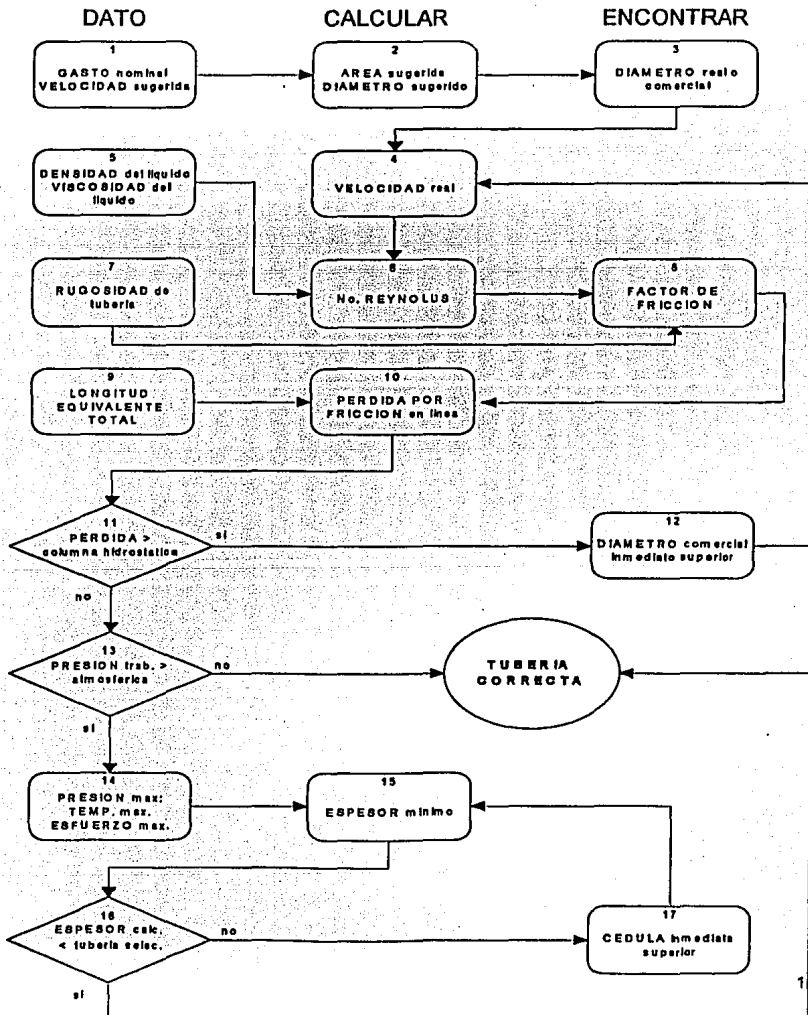 DATO
CALCULAR
ENCONTRAR
1
GASTO nominal
VELOCIDAD sugerida
2
AREA sugerida
DIAMETRO sugerido
3
DIAMETRO real o
comercial
5
DENSIDAD del liquido
VISCOSIDAD del
liquido
4
VELOCIDAD real
7
RUGOSIDAD de
tuberia
6
No. REYNOLUS
8
FACTOR DE
FRICCION
9
LONGITUD
EQUIVALENTE
TOTAL
10
PERDIDA POR
FRICCION en linea
11
PERDIDA >
columna hidrostatica
si
no
12
DIAMETRO comercial
inmediato superior
13
PRESION trab. >
atmosferica
no
si
TUBERIA
CORRECTA
14
PRESION max:
TEMP. max.
ESFUERZO max.
15
ESPESOR minimo
16
ESPESOR calc.
< tuberia selec.
no
si
17
CEDULA inmediata
superior